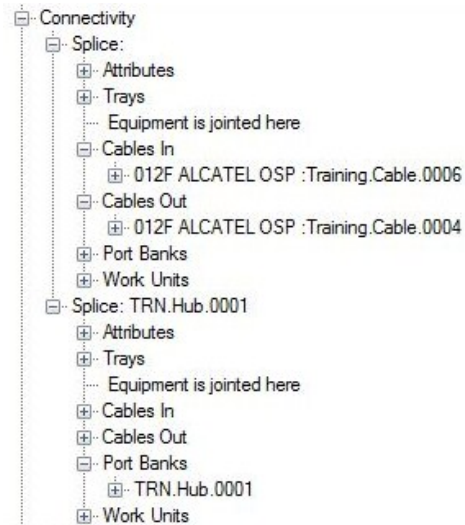 Connectivity
Splice:
Attributes
Trays
Equipment is jointed here
Cables In
012F ALCATEL OSP :Training.Cable.0006
Cables Out
012F ALCATEL OSP :Training.Cable.0004
Port Banks
Work Units
Splice: TRN.Hub.0001
Attributes
Trays
Equipment is jointed here
Cables In
Cables Out
Port Banks
TRN.Hub.0001
Work Units